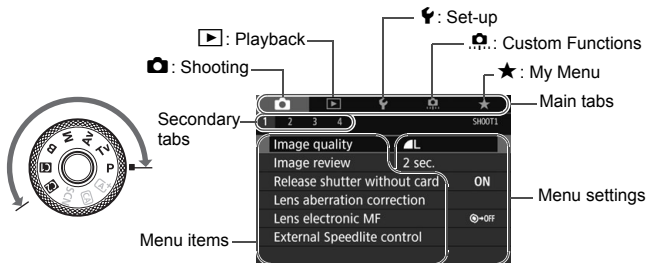 : Set-up
: Playback
: Custom Functions
: Shooting
: My Menu
Main tabs
Secondary tabs
1 2 3 4 SHOOT1
Image quality L
Image review 2 sec.
Release shutter without card ON
Lens aberration correction
Lens electronic MF OFF
External Speedlite control
Menu settings
Menu items
B M Av Tv P
SCN A+